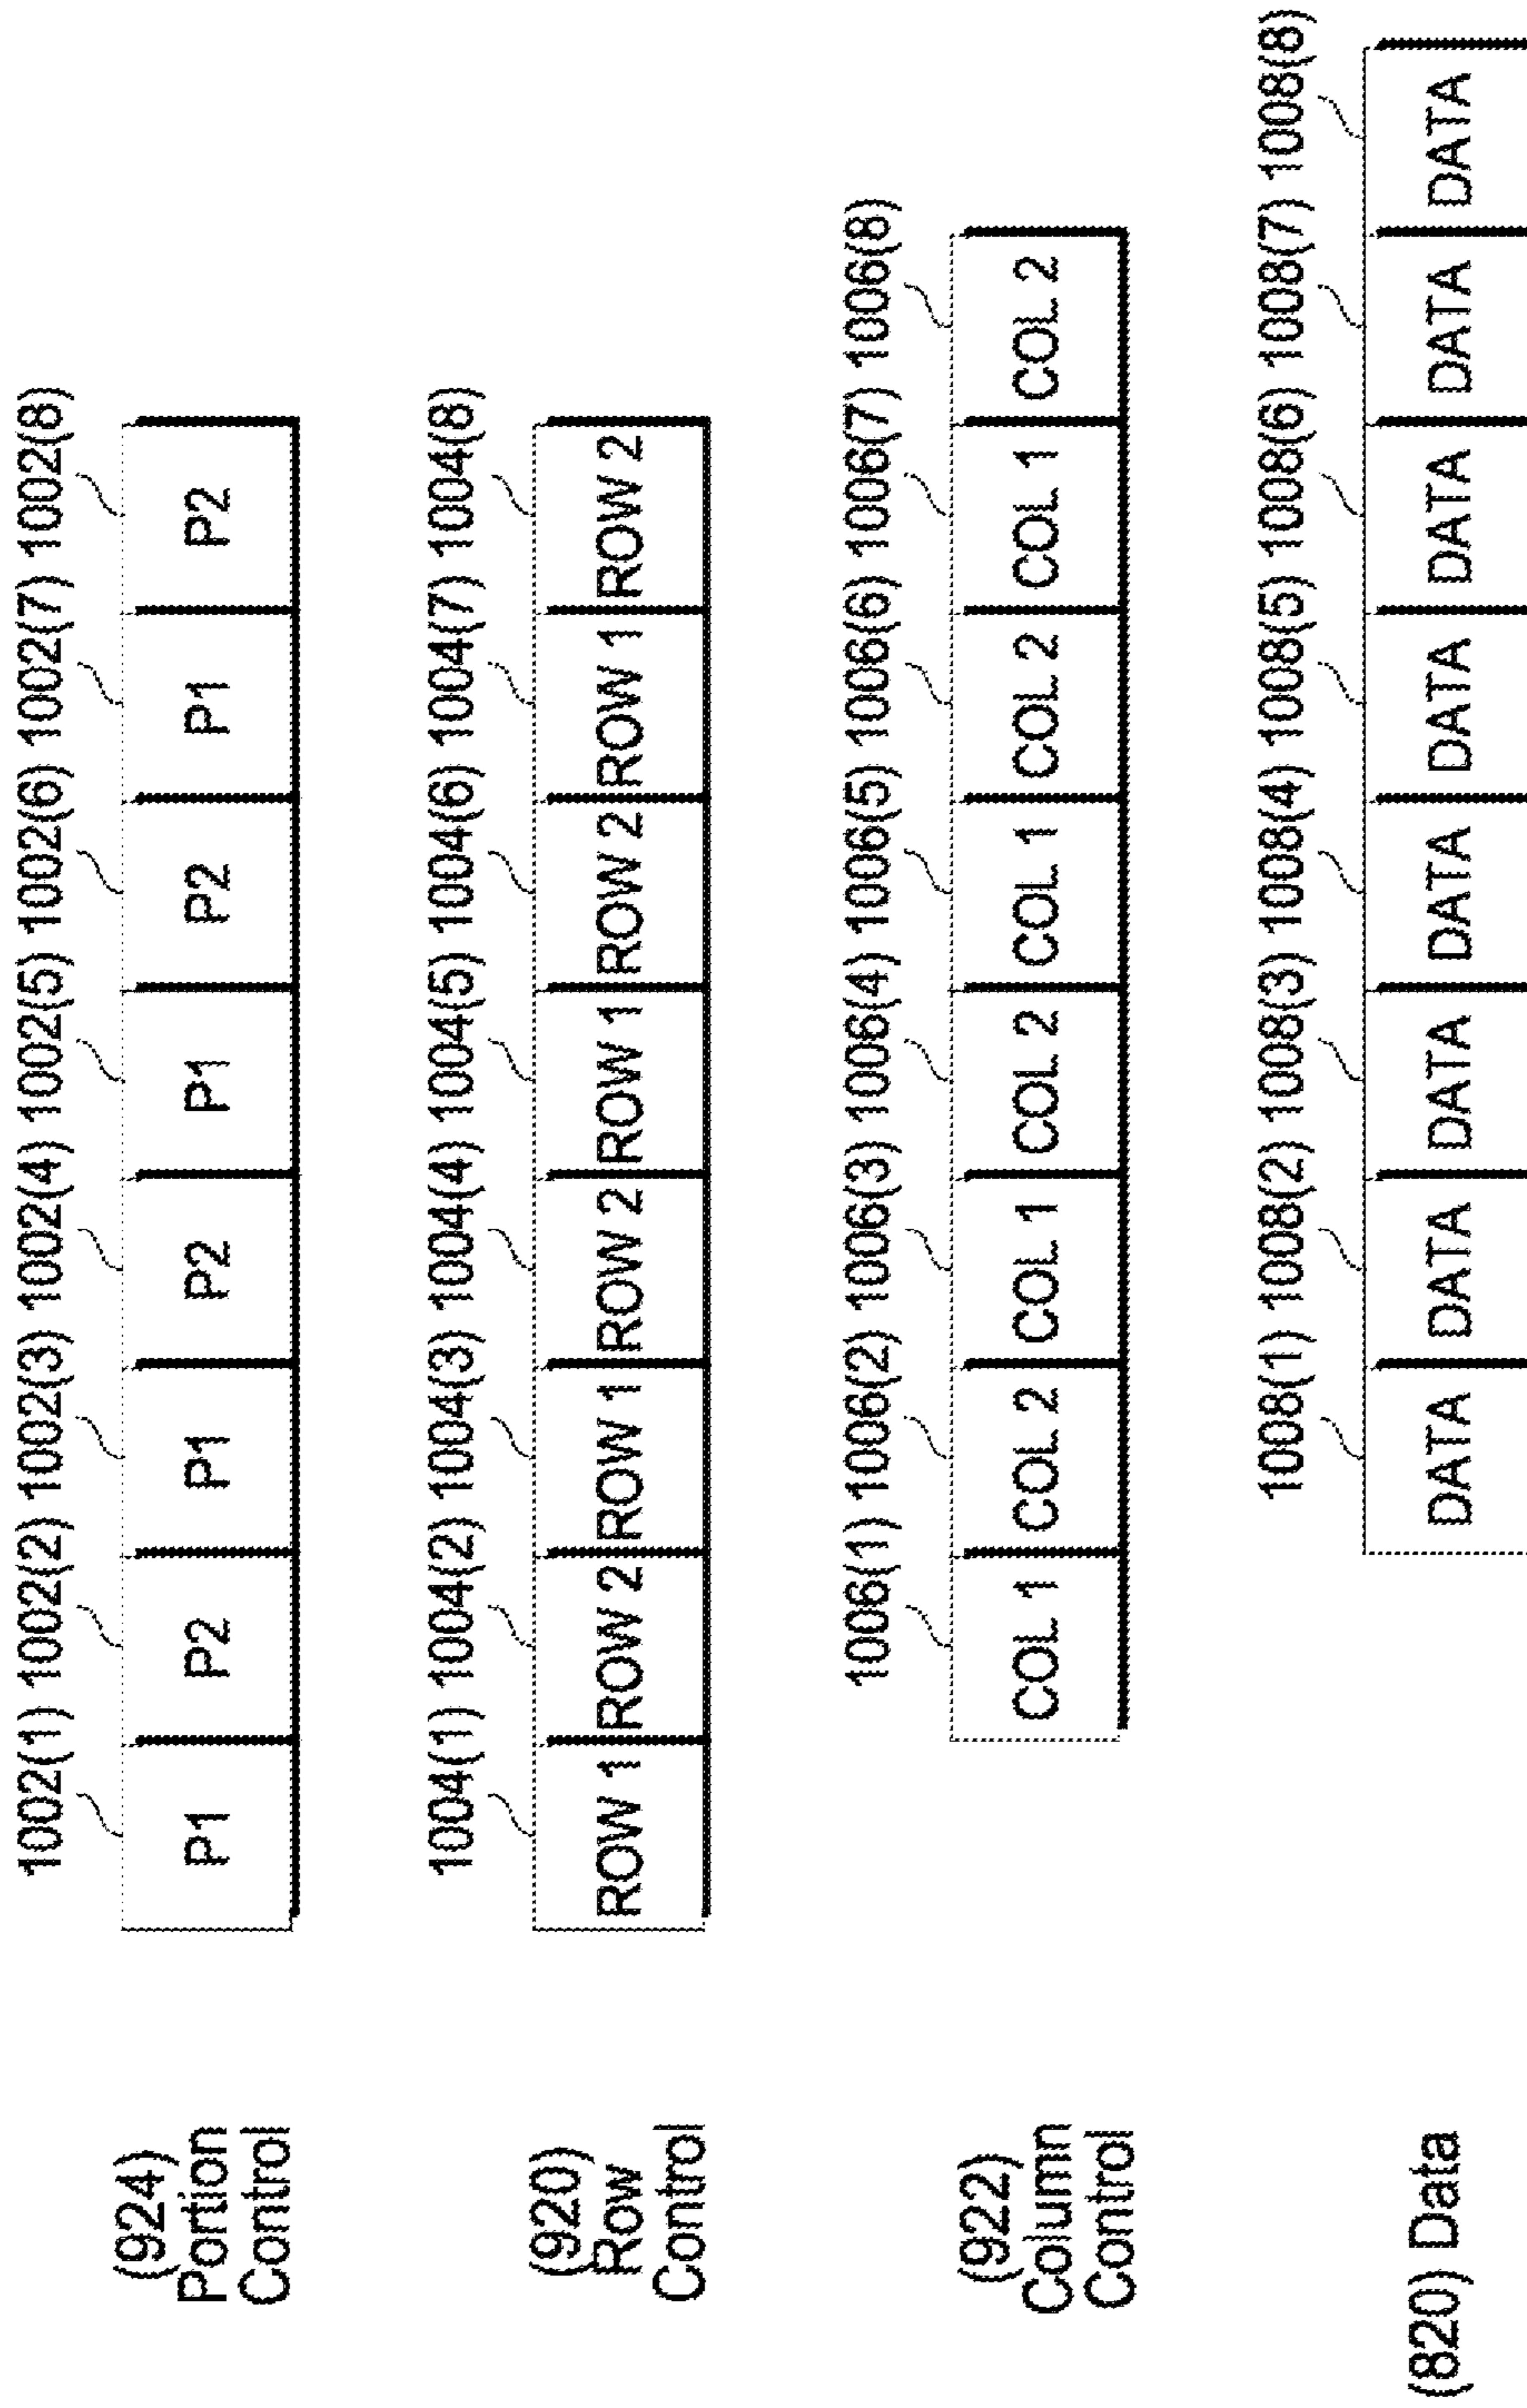 1002(1) 1002(2) 1002(3) 1002(4) 1002(5) 1002(6) 1002(7) 1002(8)
(924)
Portion
Control
P1 P2 P1 P2 P1 P2 P1 P2
1004(1) 1004(2) 1004(3) 1004(4) 1004(5) 1004(6) 1004(7) 1004(8)
(920)
Row
Control
ROW 1 ROW 2 ROW 1 ROW 2 ROW 1 ROW 2 ROW 1 ROW 2
1006(1) 1006(2) 1006(3) 1006(4) 1006(5) 1006(6) 1006(7) 1006(8)
(922)
Column
Control
COL 1 COL 2 COL 1 COL 2 COL 1 COL 2 COL 1 COL 2
1008(1) 1008(2) 1008(3) 1008(4) 1008(5) 1008(6) 1008(7) 1008(8)
(820) Data
DATA DATA DATA DATA DATA DATA DATA DATA